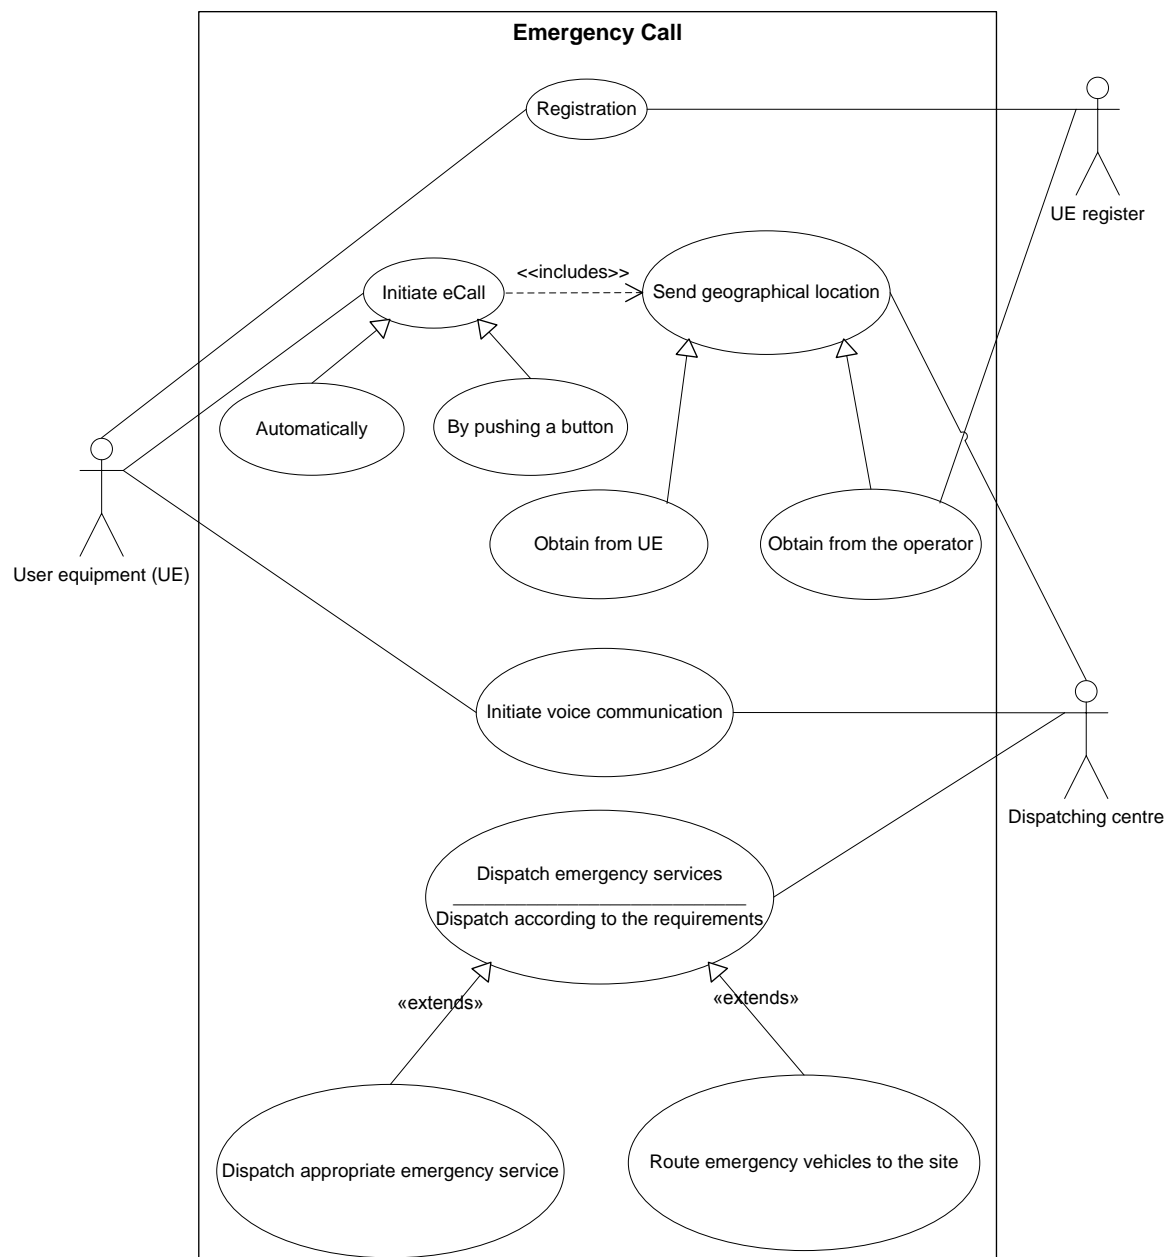 Emergency Call
Registration
UE register
<<includes>>
Initiate eCall
Send geographical location
Automatically
By pushing a button
Obtain from UE
Obtain from the operator
User equipment (UE)
Initiate voice communication
Dispatching centre
Dispatch emergency services
Dispatch according to the requirements
«extends»
«extends»
Dispatch appropriate emergency service
Route emergency vehicles to the site